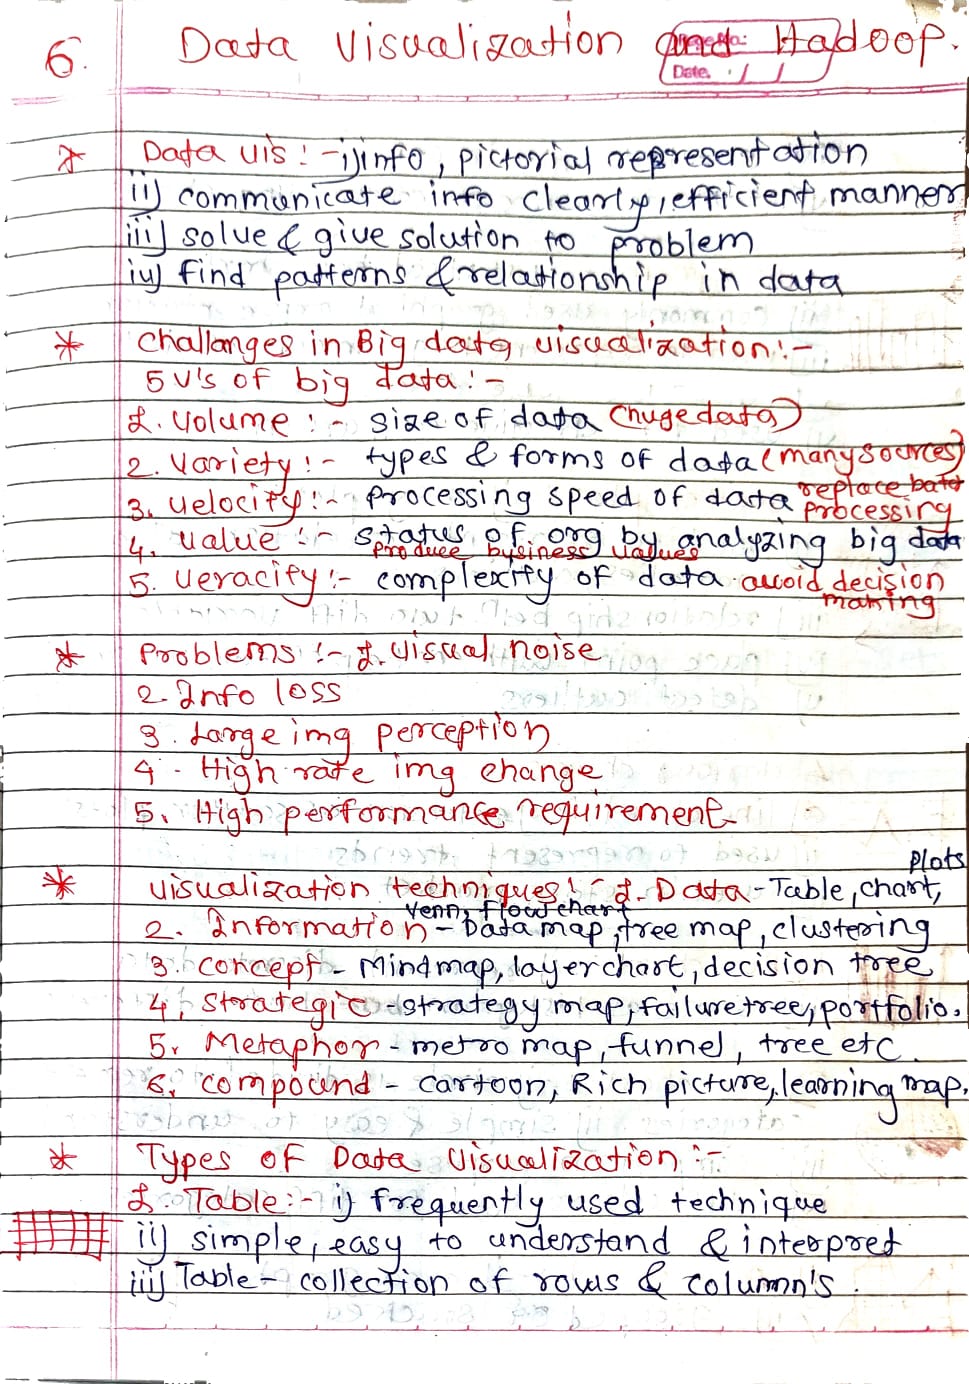 6. Data Visualization and Hadoop.
Date. / /
* Data vis :- i) info, pictorial representation
ii) communicate info clearly, efficient manner
iii) solve & give solution to problem
iv) find patterns & relationship in data
* Challanges in Big data visualization :-
5 V's of big data :-
1. Volume :- size of data (huge data)
2. Variety :- types & forms of data (many sources)
3. Velocity :- processing speed of data replace batch processing
4. Value :- status of org by analyzing big data
produce business values
5. Veracity :- complexity of data avoid decision making
* Problems :- 1. Visual noise
2. Info loss
3. Large img perception
4. High rate img change
5. High performance requirement
* Visualization techniques :- 1. Data - Table, chart, Plots
Venn, flowchart
2. Information - Data map, tree map, clustering
3. Concept - Mindmap, layer chart, decision tree
4. Strategic - strategy map, failure tree, portfolio.
5. Metaphor - metro map, funnel, tree etc.
6. Compound - cartoon, Rich picture, learning map.
* Types of Data Visualization :-
1. Table :- i) frequently used technique
ii) simple, easy to understand & interpret
iii) Table - collection of rows & column's.